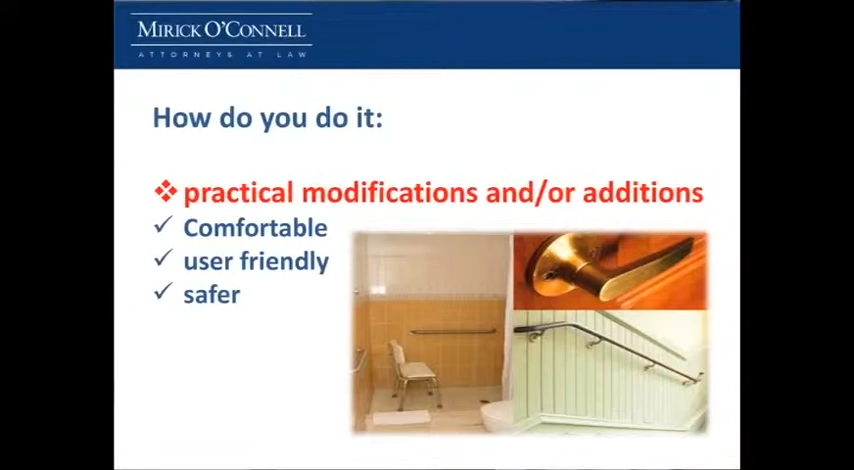 MIRICK O'CONNELL
ATTORNEYS AT LAW
How do you do it:
practical modifications and/or additions
Comfortable
user friendly
safer